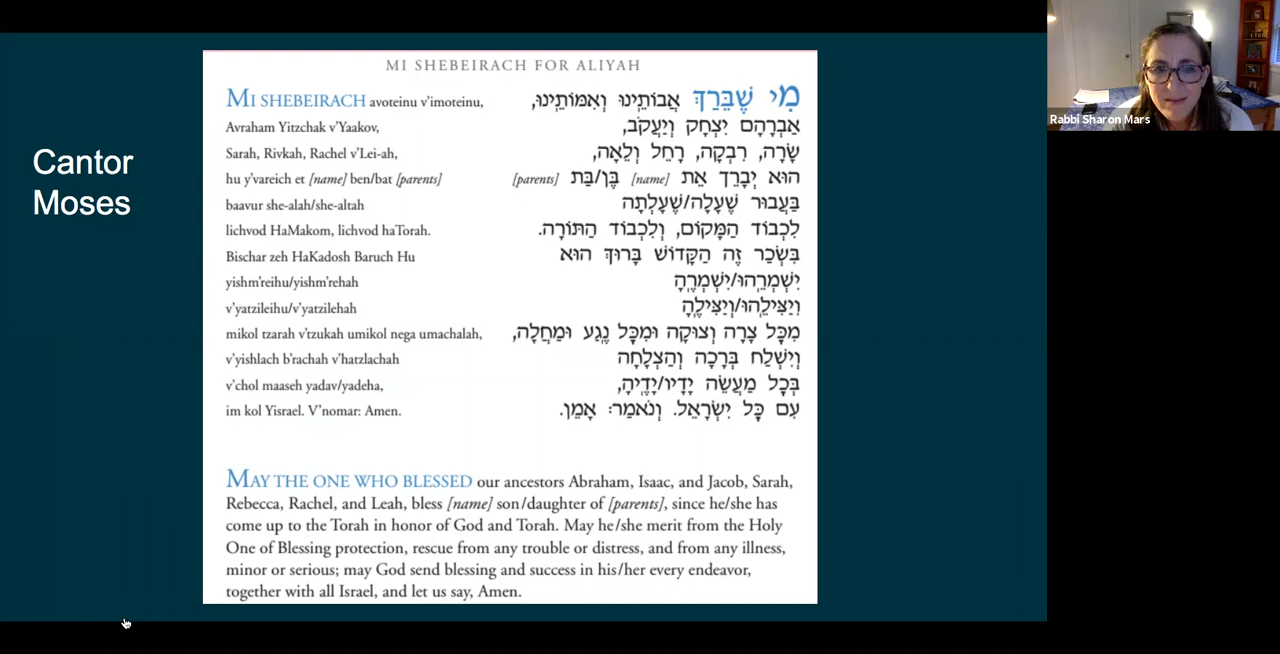 MI SHEBEIRACH FOR ALIYAH
Cantor
Moses
MI SHEBEIRACH avoteinu v'imoteinu,
Avraham Yitzchak v'Yaakov,
Sarah, Rivkah, Rachel v'Lei-ah,
hu y'vareich et [name] ben/bat [parents]
baavur she-alah/she-altah
lichvod HaMakom, lichvod haTorah.
Bischar zeh HaKadosh Baruch Hu
yishm'reihu/yishm'rehah
v'yatzileihu/v'yatzilehah
mikol tzarah v'tzukah umikol nega umachalah,
v'yishlach b'rachah v'hatzlachah
v'chol maaseh yadav/yadeha,
im kol Yisrael. V'nomar: Amen.
מִי שֶׁבֵּרַךְ אֲבוֹתֵֽינוּ וְאִמּוֹתֵֽינוּ,
אַבְרָהָם יִצְחָק וְיַעֲקֹב,
שָׂרָה, רִבְקָה, רָחֵל וְלֵאָה,
הוּא יְבָרֵךְ אֶת [name] בֶּן/בַּת [parents]
בַּעֲבוּר שֶׁעָלָה/שֶׁעָלְתָה
לִכְבוֹד הַמָּקוֹם, וְלִכְבוֹד הַתּוֹרָה.
בִּשְׂכַר זֶה הַקָּדוֹשׁ בָּרוּךְ הוּא
יִשְׁמְרֵֽהוּ/יִשְׁמְרֶֽהָ
וְיַצִּילֵֽהוּ/וְיַצִּילֶֽהָ
מִכׇּל צָרָה וְצוּקָה וּמִכׇּל נֶֽגַע וּמַחֲלָה,
וְיִשְׁלַח בְּרָכָה וְהַצְלָחָה
בְּכׇל מַעֲשֵׂה יָדָיו/יָדֶֽיהָ,
עִם כׇּל יִשְׂרָאֵל. וְנֹאמַר: אָמֵן.
MAY THE ONE WHO BLESSED our ancestors Abraham, Isaac, and Jacob, Sarah,
Rebecca, Rachel, and Leah, bless [name] son/daughter of [parents], since he/she has
come up to the Torah in honor of God and Torah. May he/she merit from the Holy
One of Blessing protection, rescue from any trouble or distress, and from any illness,
minor or serious; may God send blessing and success in his/her every endeavor,
together with all Israel, and let us say, Amen.
Rabbi Sharon Mars